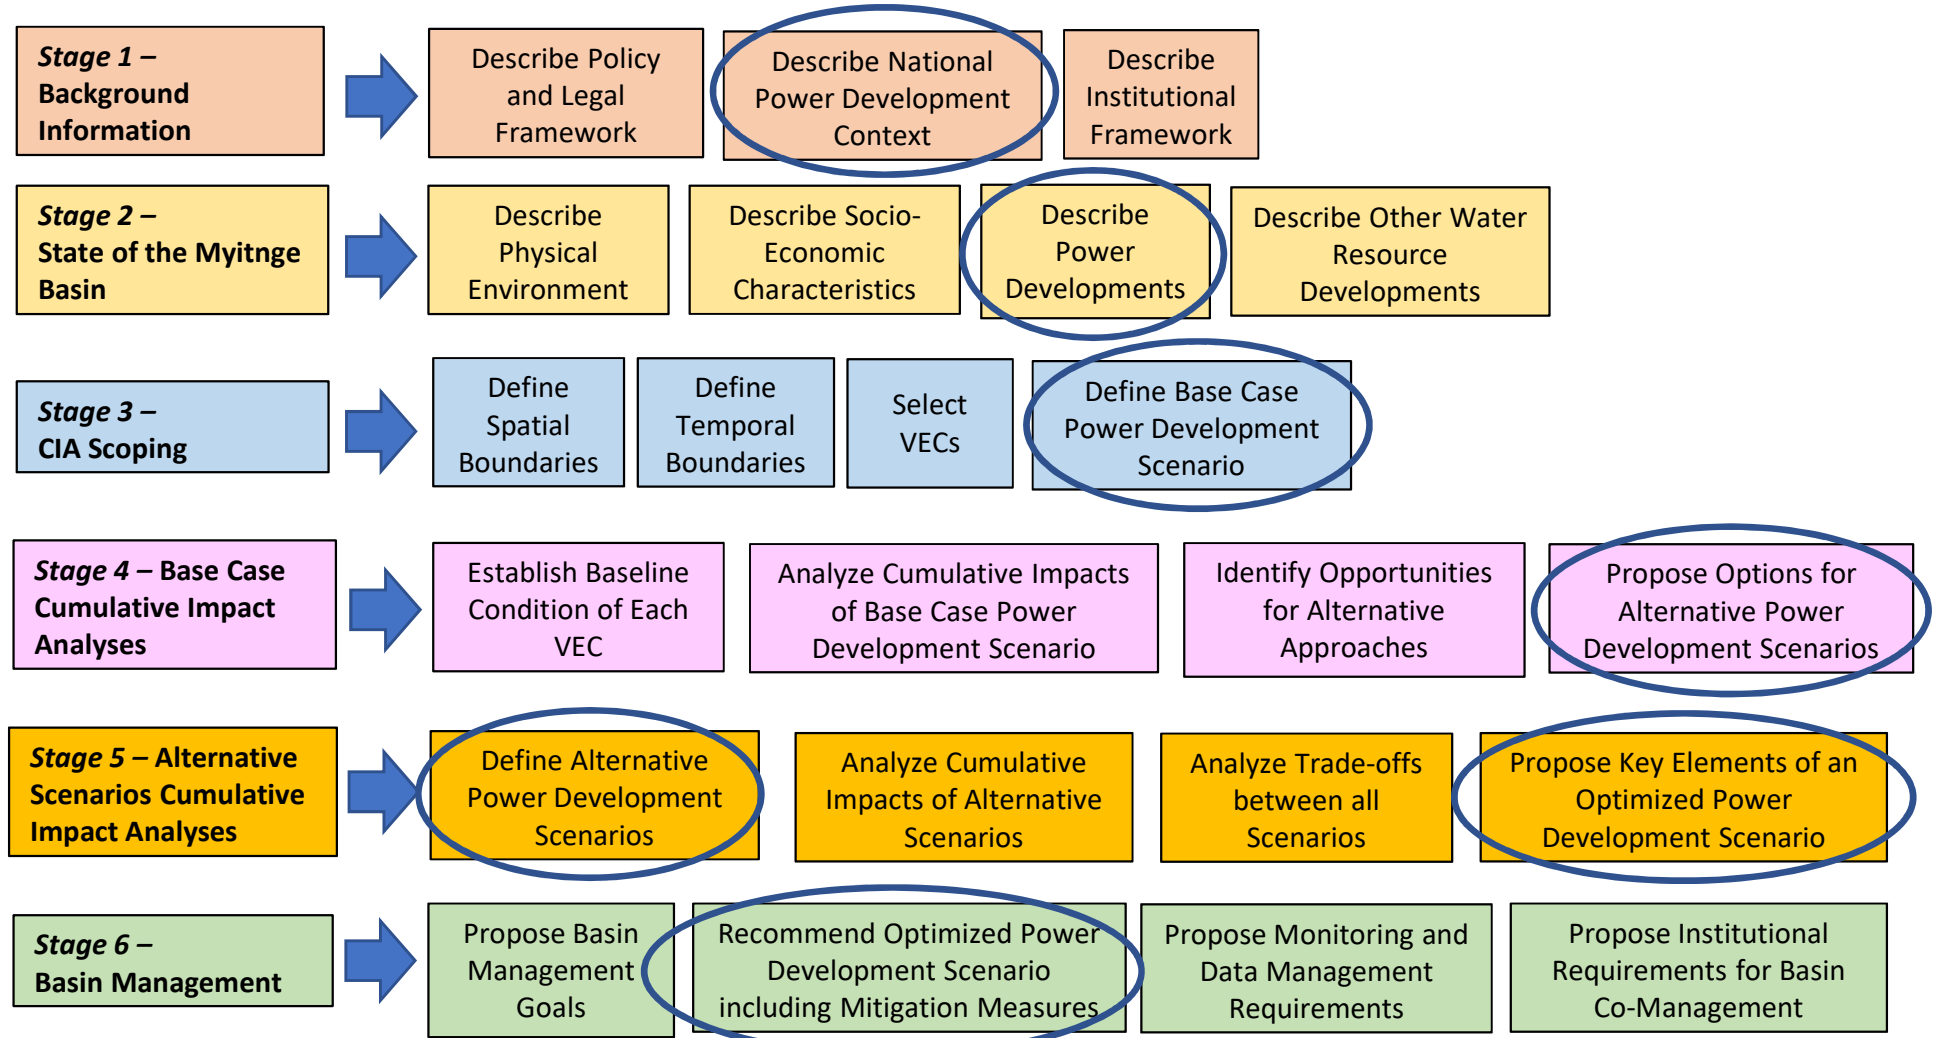 Stage 1 –
Background
Information
Describe Policy
and Legal
Framework
Describe National
Power Development
Context
Describe
Institutional
Framework
Stage 2 –
State of the Myitnge
Basin
Describe
Physical
Environment
Describe Socio-
Economic
Characteristics
Describe
Power
Developments
Describe Other Water
Resource
Developments
Stage 3 –
CIA Scoping
Define
Spatial
Boundaries
Define
Temporal
Boundaries
Select
VECs
Define Base Case
Power Development
Scenario
Stage 4 – Base Case
Cumulative Impact
Analyses
Establish Baseline
Condition of Each
VEC
Analyze Cumulative Impacts
of Base Case Power
Development Scenario
Identify Opportunities
for Alternative
Approaches
Propose Options for
Alternative Power
Development Scenarios
Stage 5 – Alternative
Scenarios Cumulative
Impact Analyses
Define Alternative
Power Development
Scenarios
Analyze Cumulative
Impacts of Alternative
Scenarios
Analyze Trade-offs
between all
Scenarios
Propose Key Elements of an
Optimized Power
Development Scenario
Stage 6 –
Basin Management
Propose Basin
Management
Goals
Recommend Optimized Power
Development Scenario
including Mitigation Measures
Propose Monitoring and
Data Management
Requirements
Propose Institutional
Requirements for Basin
Co-Management